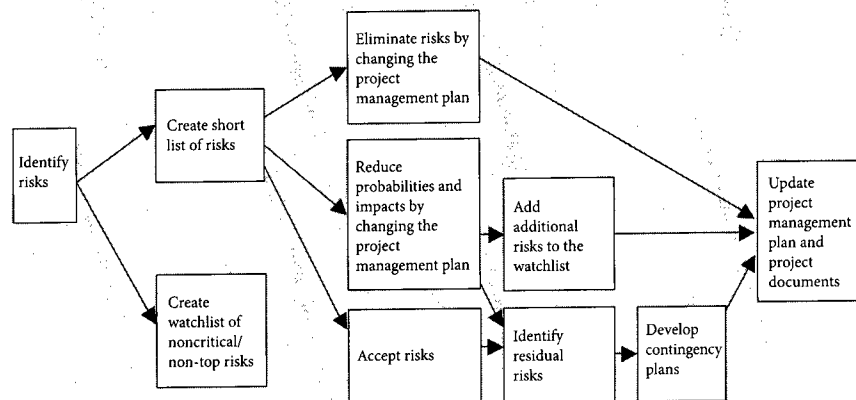 Identify
risks
Create short
list of risks
Create
watchlist of
noncritical/
non-top risks
Eliminate risks by
changing the
project
management plan
Reduce
probabilities and
impacts by
changing the
project
management plan
Accept risks
Add
additional
risks to the
watchlist
Identify
residual
risks
Develop
contingency
plans
Update
project
management
plan and
project
documents